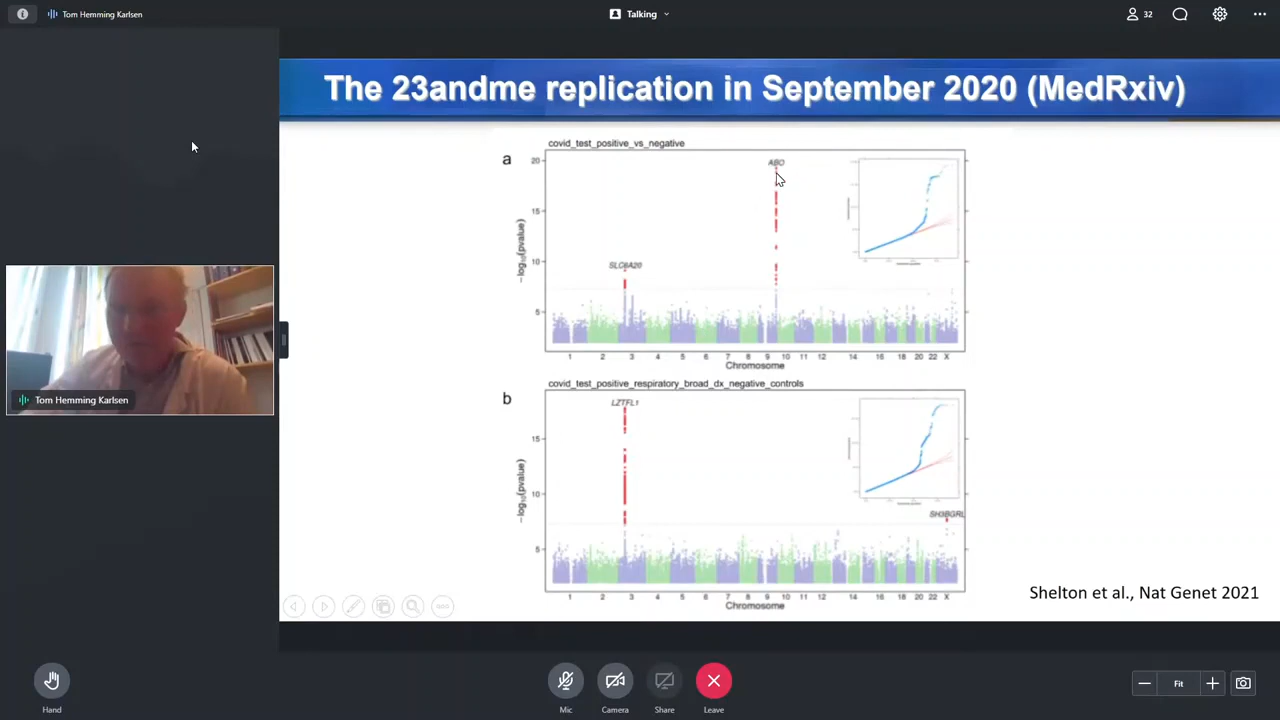 Tom Hemming Karlsen
Talking
32
The 23andme replication in September 2020 (MedRxiv)
a
covid_test_positive_vs_negative
ABO
SLC6A20
20
15
10
5
-log10(pvalue)
1 2 3 4 5 6 7 8 9 10 11 12 14 16 18 20 22 X
Chromosome
b
covid_test_positive_respiratory_broad_dx_negative_controls
LZTFL1
SH3BGRL
15
10
5
-log10(pvalue)
1 2 3 4 5 6 7 8 9 10 11 12 14 16 18 20 22 X
Chromosome
Tom Hemming Karlsen
Shelton et al., Nat Genet 2021
Hand
Mic
Camera
Share
Leave
Fit